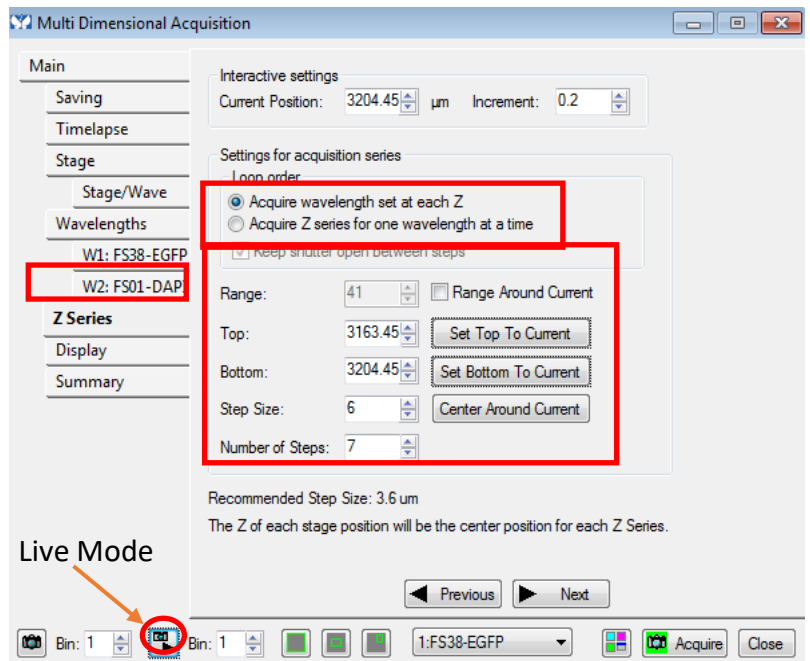 Multi Dimensional Acquisition
Main
Saving
Timelapse
Stage
Stage/Wave
Wavelengths
W1: FS38-EGFP
W2: FS01-DAP
Z Series
Display
Summary
Interactive settings
Current Position: 3204.45 µm Increment: 0.2
Settings for acquisition series
Loop order
Acquire wavelength set at each Z
Acquire Z series for one wavelength at a time
Keep shutter open between steps
Range: 41 Range Around Current
Top: 3163.45 Set Top To Current
Bottom: 3204.45 Set Bottom To Current
Step Size: 6 Center Around Current
Number of Steps: 7
Recommended Step Size: 3.6 um
The Z of each stage position will be the center position for each Z Series.
Live Mode
Previous Next
Bin: 1 Bin: 1 1:FS38-EGFP Acquire Close